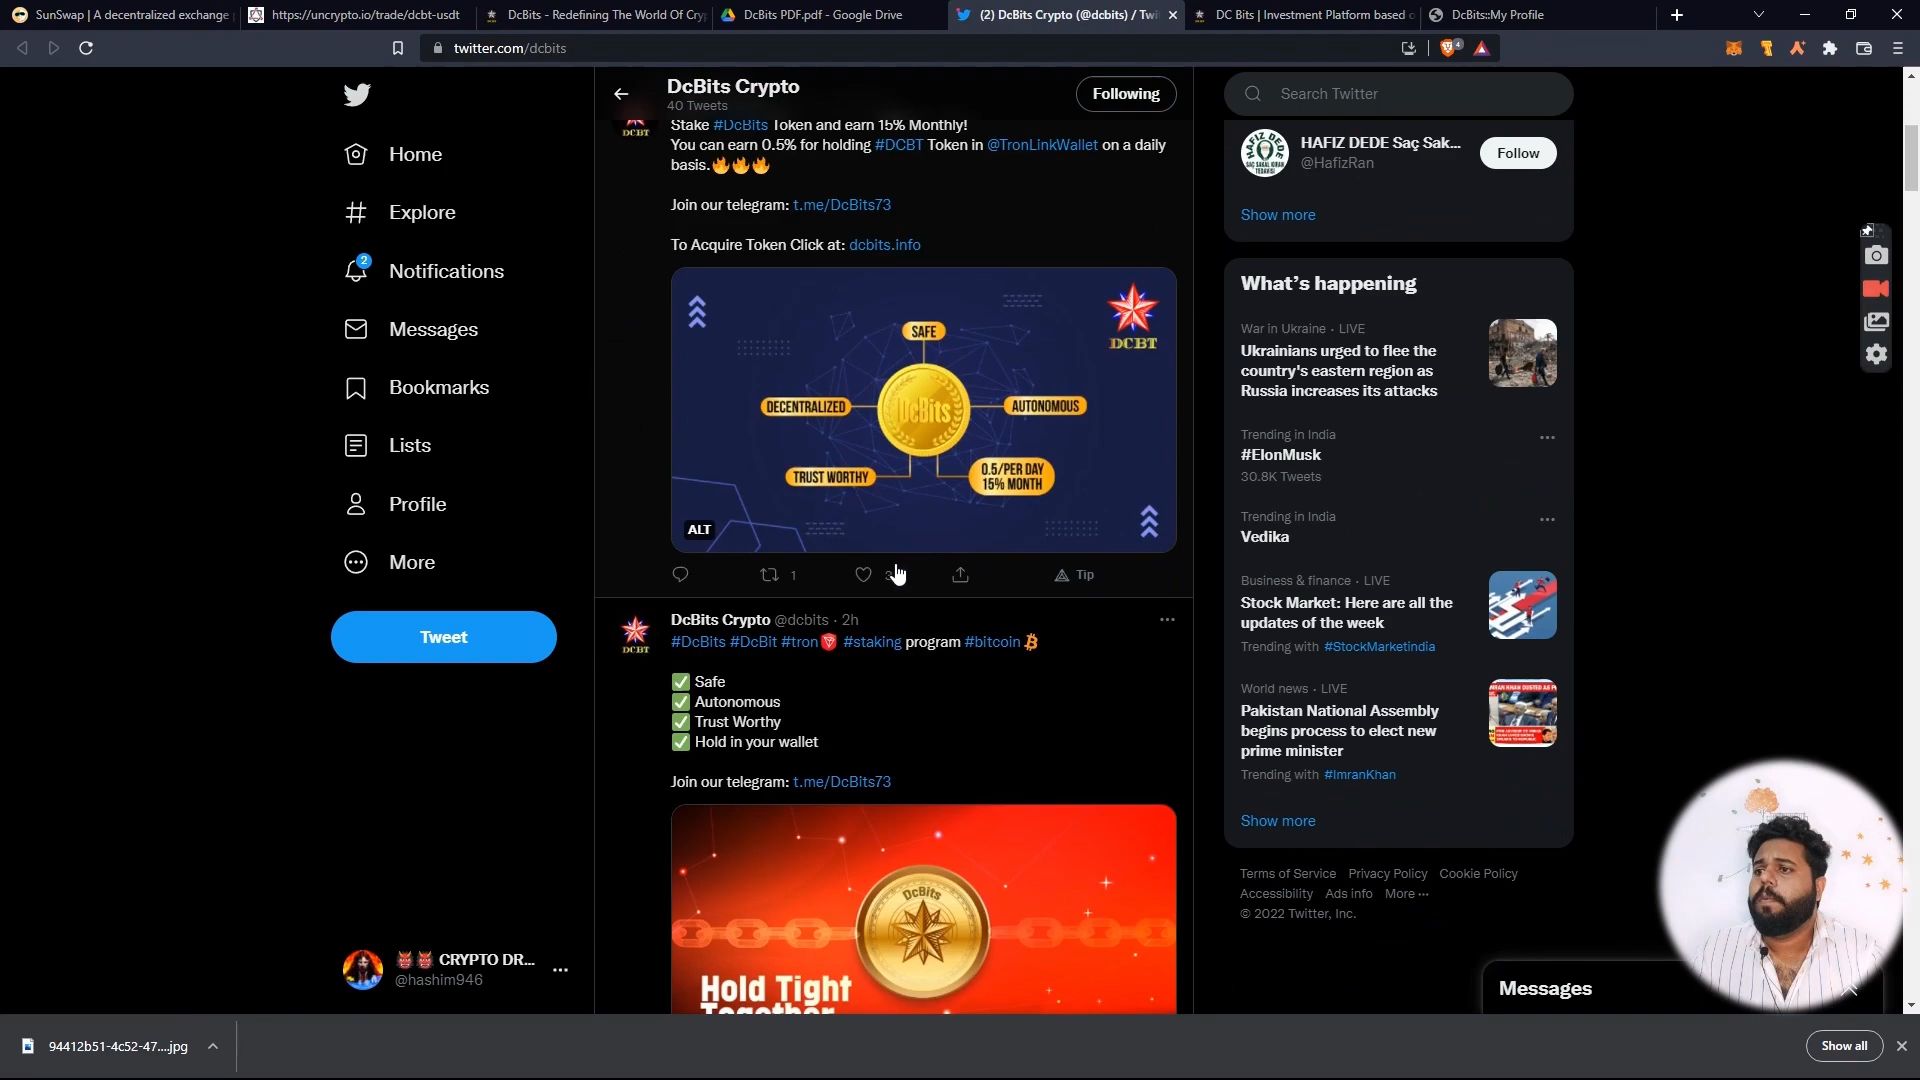 SunSwap | A decentralized exchange
https://uncrypto.io/trade/dcbt-usdt
DcBits - Redefining The World Of Cry
DcBits PDF.pdf - Google Drive
(2) DcBits Crypto (@dcbits) / Twi
DC Bits | Investment Platform based o
DcBits::My Profile
twitter.com/dcbits
4
Home
Explore
2
Notifications
Messages
Bookmarks
Lists
Profile
More
Tweet
CRYPTO DR...
@hashim946
DcBits Crypto
40 Tweets
Following
DCBT
Stake #DcBits Token and earn 15% Monthly!
You can earn 0.5% for holding #DCBT Token in @TronLinkWallet on a daily
basis.🔥🔥🔥
Join our telegram: t.me/DcBits73
To Acquire Token Click at: dcbits.info
SAFE
DCBT
DECENTRALIZED
DcBits
AUTONOMOUS
TRUST WORTHY
0.5/PER DAY
15% MONTH
ALT
1
Tip
DcBits Crypto @dcbits · 2h
DCBT
#DcBits #DcBit #tron #staking program #bitcoin
✅ Safe
✅ Autonomous
✅ Trust Worthy
✅ Hold in your wallet
Join our telegram: t.me/DcBits73
DcBits
Hold Tight
Together
Search Twitter
HAFIZ DEDE Saç Sak...
@HafizRan
Follow
Show more
What's happening
War in Ukraine · LIVE
Ukrainians urged to flee the
country's eastern region as
Russia increases its attacks
Trending in India
#ElonMusk
30.8K Tweets
Trending in India
Vedika
Business & finance · LIVE
Stock Market: Here are all the
updates of the week
Trending with #StockMarketindia
World news · LIVE
Pakistan National Assembly
begins process to elect new
prime minister
Trending with #ImranKhan
Show more
Terms of Service Privacy Policy Cookie Policy
Accessibility Ads info More ···
© 2022 Twitter, Inc.
Messages
94412b51-4c52-47....jpg
Show all